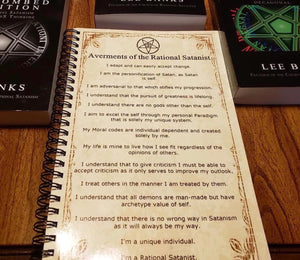 OMBED
UTION
KS
LEE B
Averments of the Rational Satanist
I adapt and can easily accept change.
I am the personification of Satan, as Satan
is self.
I am adversarial to that which stifles my progression.
I understand that the pursuit of greatness is lifelong.
I understand there are no gods other than the self.
I aim to excel the self through my personal Paradigm
that is solely my unique system.
My Moral codes are individual dependent and created
solely by me.
My life is mine to live how I see fit regardless of the
opinions of others.
I understand that to give criticism I must be able to
accept criticism as it only serves to improve my outlook.
I treat others in the manner I am treated by them.
I understand that all demons are man-made but have
archetype value of self.
I understand that there is no wrong way in Satanism
as it will always be my way.
I'm a unique individual.
I'm a Rational Satanist.